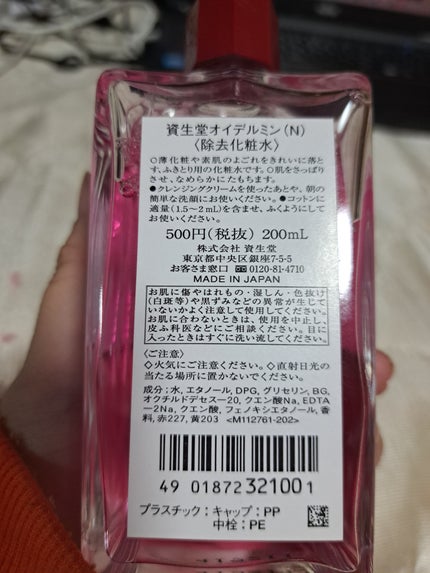 資生堂オイデルミン(N)
〈除去化粧水〉
○薄化粧や素肌のよごれをきれいに落と
す、ふきとり用の化粧水です。○肌をさっぱり
させ、なめらかにたもちます。
●クレンジングクリームを使ったあとや、朝の
簡単な洗顔にお使いください。●コットンに
適量(1.5～2mL)を含ませ、ふくようにして
お使いください。
500円(税抜) 200mL
株式会社 資生堂
東京都中央区銀座7-5-5
お客さま窓口 0120-81-4710
MADE IN JAPAN
お肌に傷やはれもの・湿しん・色抜け
(白斑等)や黒ずみなどの異常が生じて
いないかよく注意して使用してください。
お肌に合わないときは、使用を中止し、
皮ふ科医などにご相談ください。目に
入ったときはすぐに洗い流してください。
〈ご注意〉
◇火気にご注意ください。◇直射日光の
当たる場所に置かないでください。
成分:水、エタノール、DPG、グリセリン、BG、
オクチルドデセス-20、クエン酸Na、EDTA
-2Na、クエン酸、フェノキシエタノール、香
料、赤227、黄203 <M112761-202>
49 01872 321001
プラスチック:キャップ:PP
中栓:PE